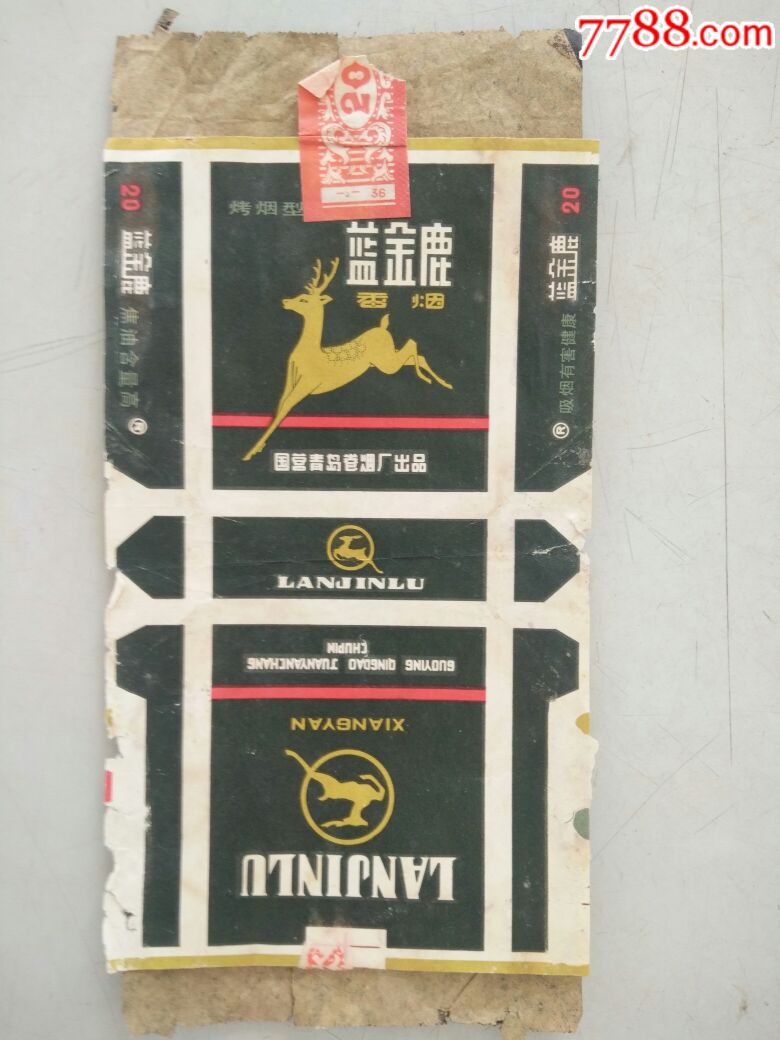 7788.com
20
36
烤烟型
蓝金鹿
香烟
国营青岛卷烟厂出品
20 蓝金鹿 焦油含量高
20 蓝金鹿 吸烟有害健康 ®
LANJINLU
GUOYING QINGDAO JUANYANCHANG
CHUPIN
XIANGYAN
LANJINLU